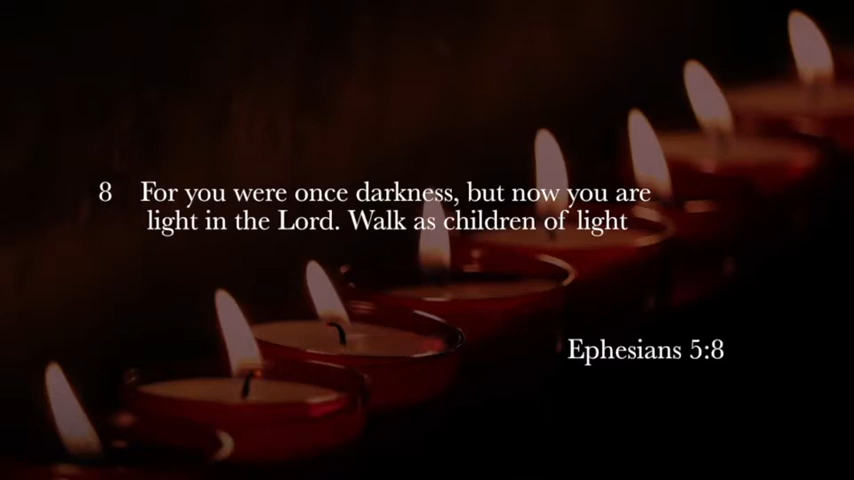 8 For you were once darkness, but now you are
light in the Lord. Walk as children of light
Ephesians 5:8